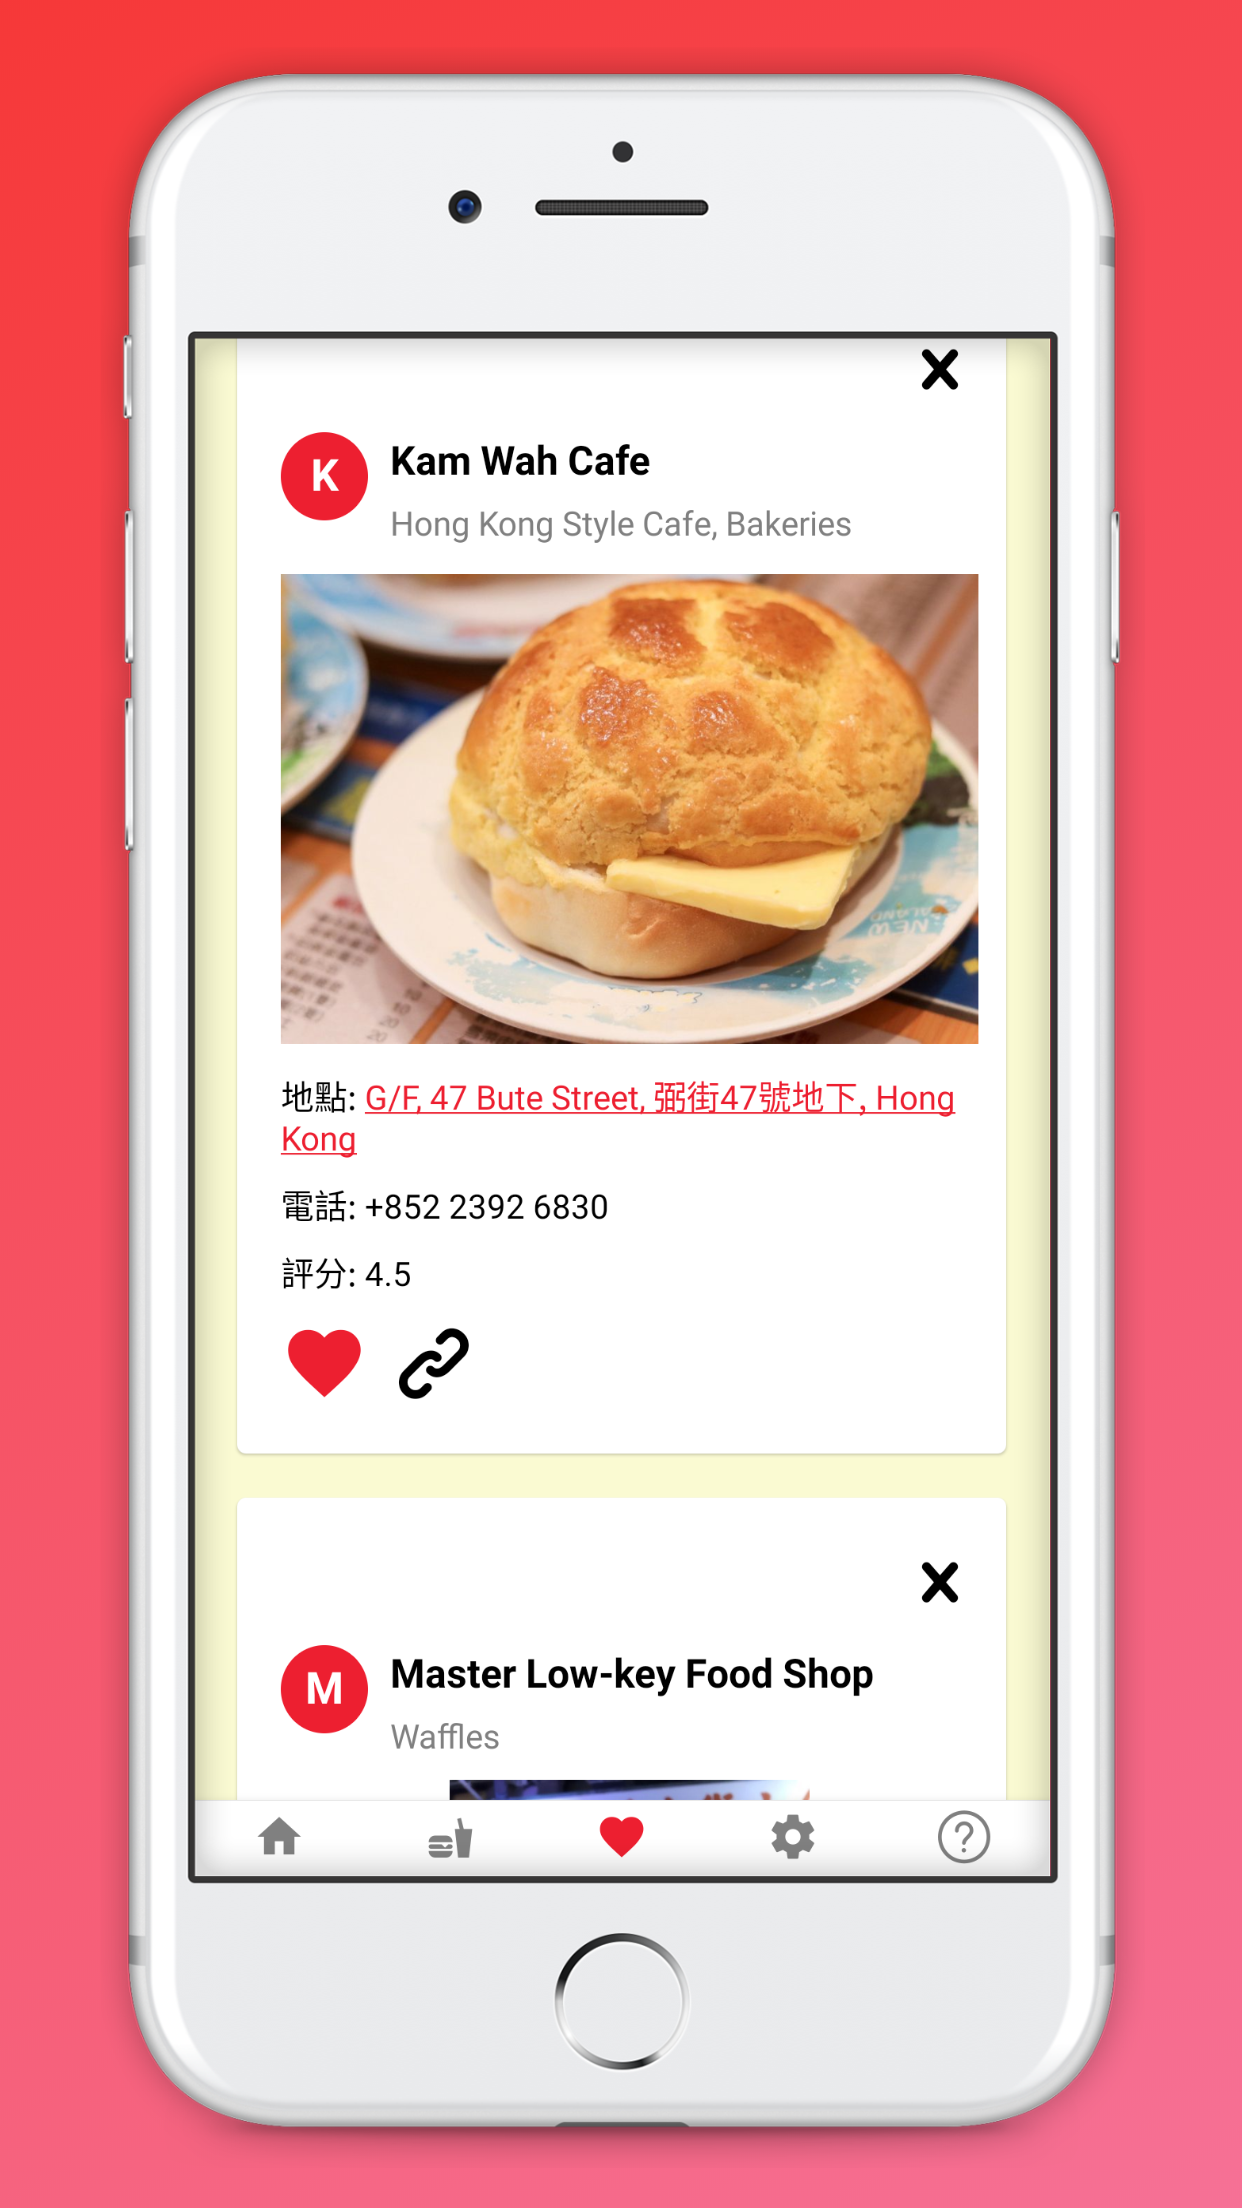 K
Kam Wah Cafe
Hong Kong Style Cafe, Bakeries
NEW
地點: G/F, 47 Bute Street, 弼街47號地下, Hong
Kong
電話: +852 2392 6830
評分: 4.5
M
Master Low-key Food Shop
Waffles